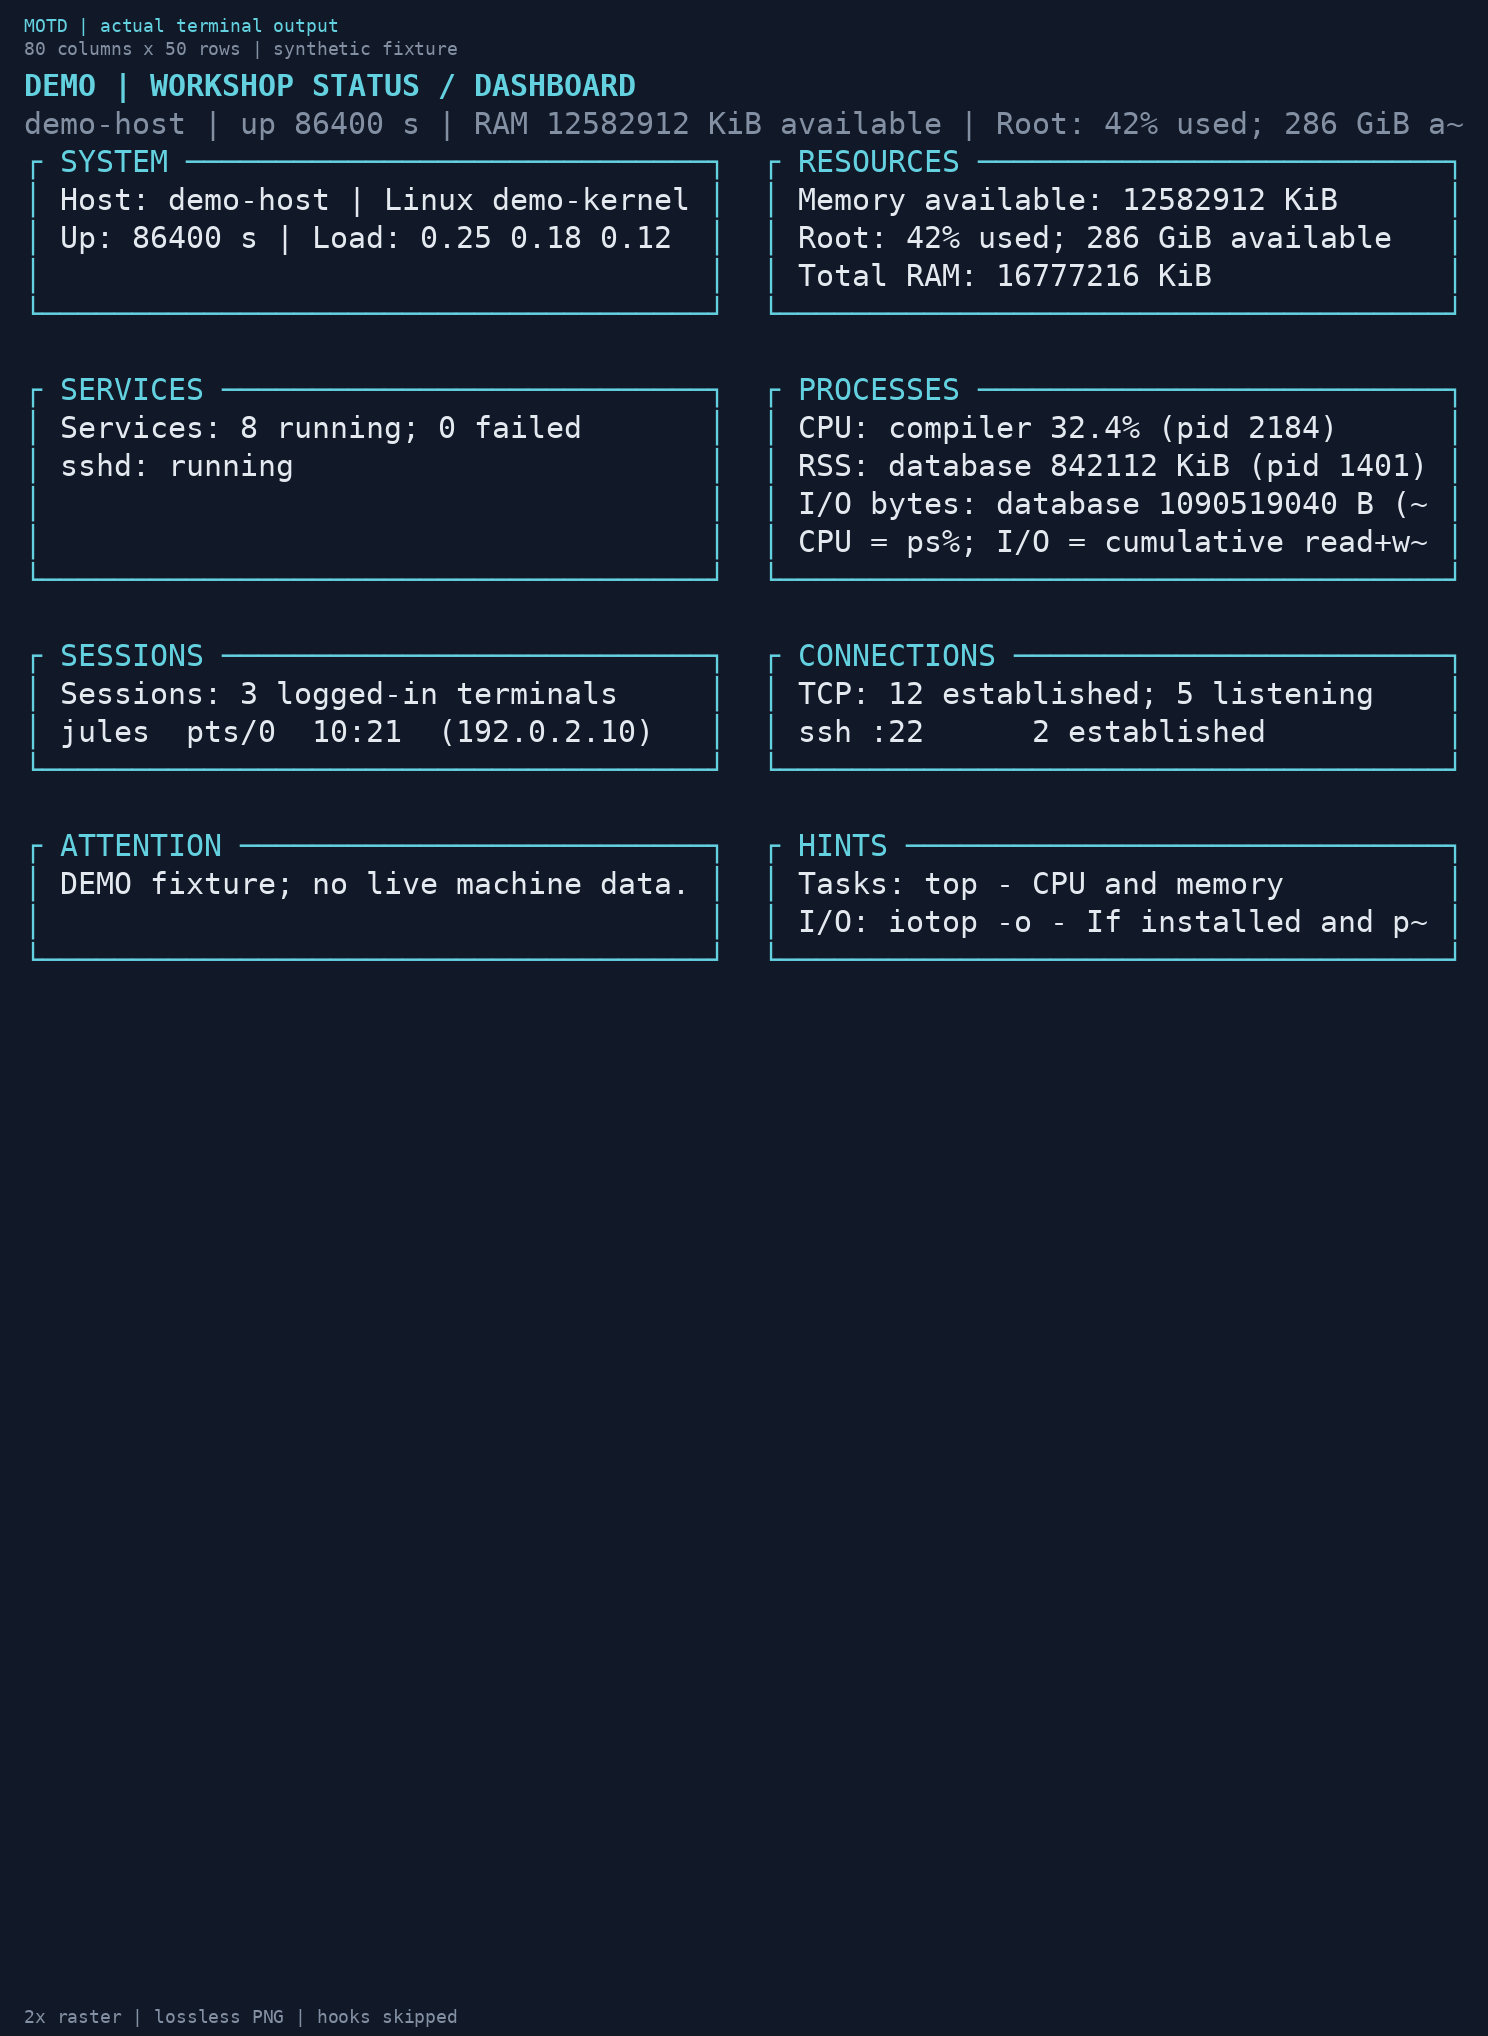 MOTD | actual terminal output
80 columns x 50 rows | synthetic fixture
DEMO | WORKSHOP STATUS / DASHBOARD
demo-host | up 86400 s | RAM 12582912 KiB available | Root: 42% used; 286 GiB a~
SYSTEM
Host: demo-host | Linux demo-kernel
Up: 86400 s | Load: 0.25 0.18 0.12
RESOURCES
Memory available: 12582912 KiB
Root: 42% used; 286 GiB available
Total RAM: 16777216 KiB
SERVICES
Services: 8 running; 0 failed
sshd: running
PROCESSES
CPU: compiler 32.4% (pid 2184)
RSS: database 842112 KiB (pid 1401)
I/O bytes: database 1090519040 B (~
CPU = ps%; I/O = cumulative read+w~
SESSIONS
Sessions: 3 logged-in terminals
jules  pts/0  10:21  (192.0.2.10)
CONNECTIONS
TCP: 12 established; 5 listening
ssh :22      2 established
ATTENTION
DEMO fixture; no live machine data.
HINTS
Tasks: top - CPU and memory
I/O: iotop -o - If installed and p~
2x raster | lossless PNG | hooks skipped